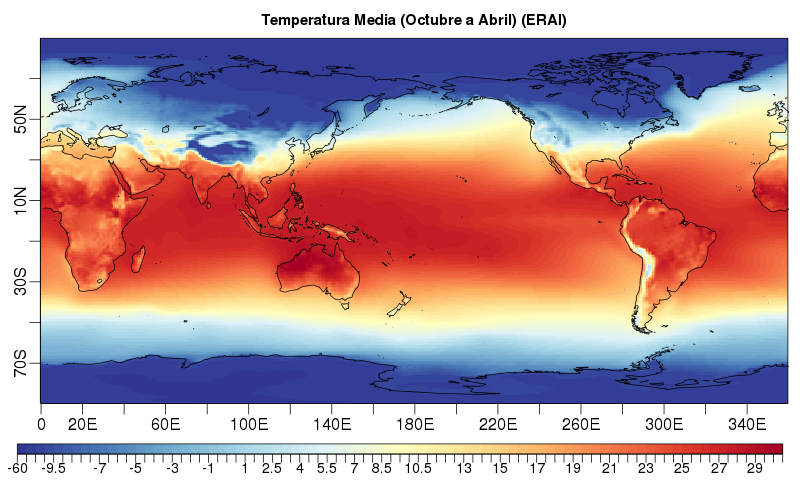 Temperatura Media (Octubre a Abril) (ERAI)
50N
10N
30S
70S
0 20E 60E 100E 140E 180E 220E 260E 300E 340E
-60 -9.5 -7 -5 -3 -1 1 2.5 4 5.5 7 8.5 10.5 13 15 17 19 21 23 25 27 29